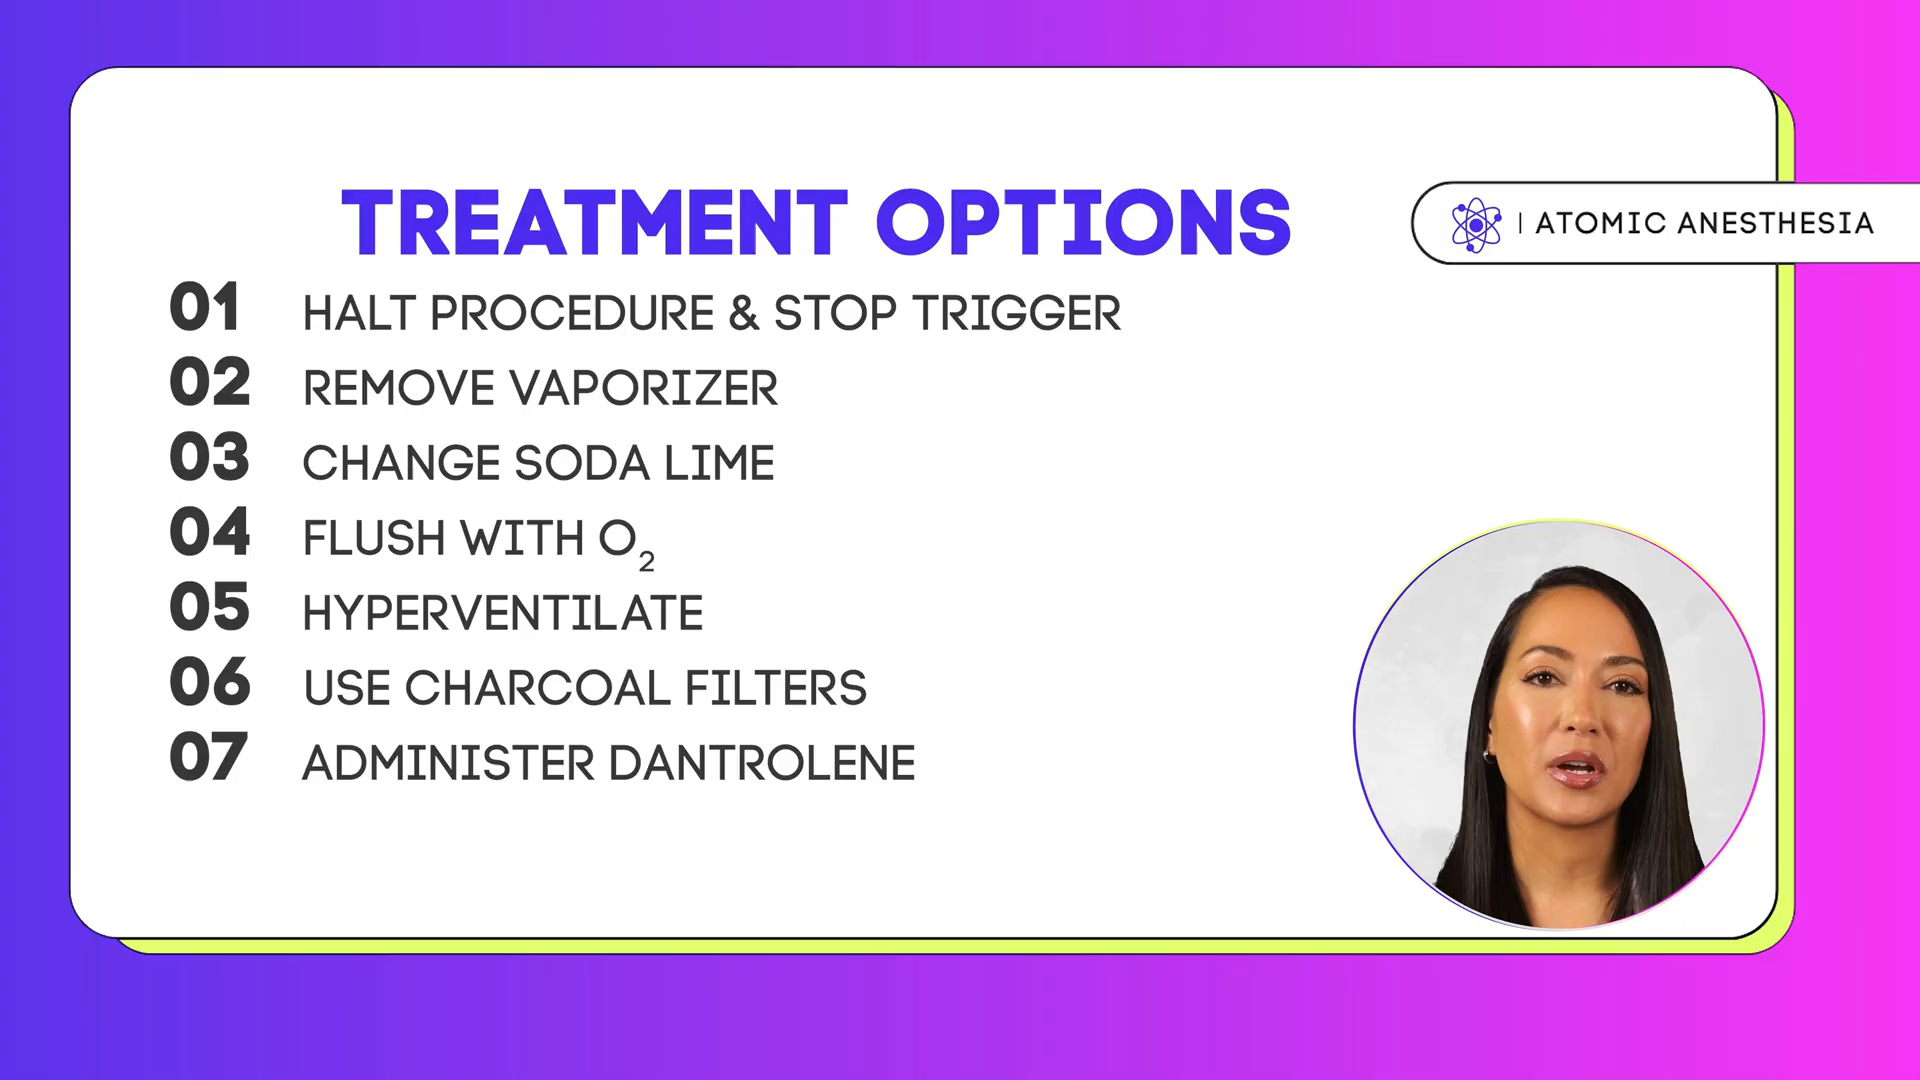 TREATMENT OPTIONS
| ATOMIC ANESTHESIA
01 HALT PROCEDURE & STOP TRIGGER
02 REMOVE VAPORIZER
03 CHANGE SODA LIME
04 FLUSH WITH O₂
05 HYPERVENTILATE
06 USE CHARCOAL FILTERS
07 ADMINISTER DANTROLENE